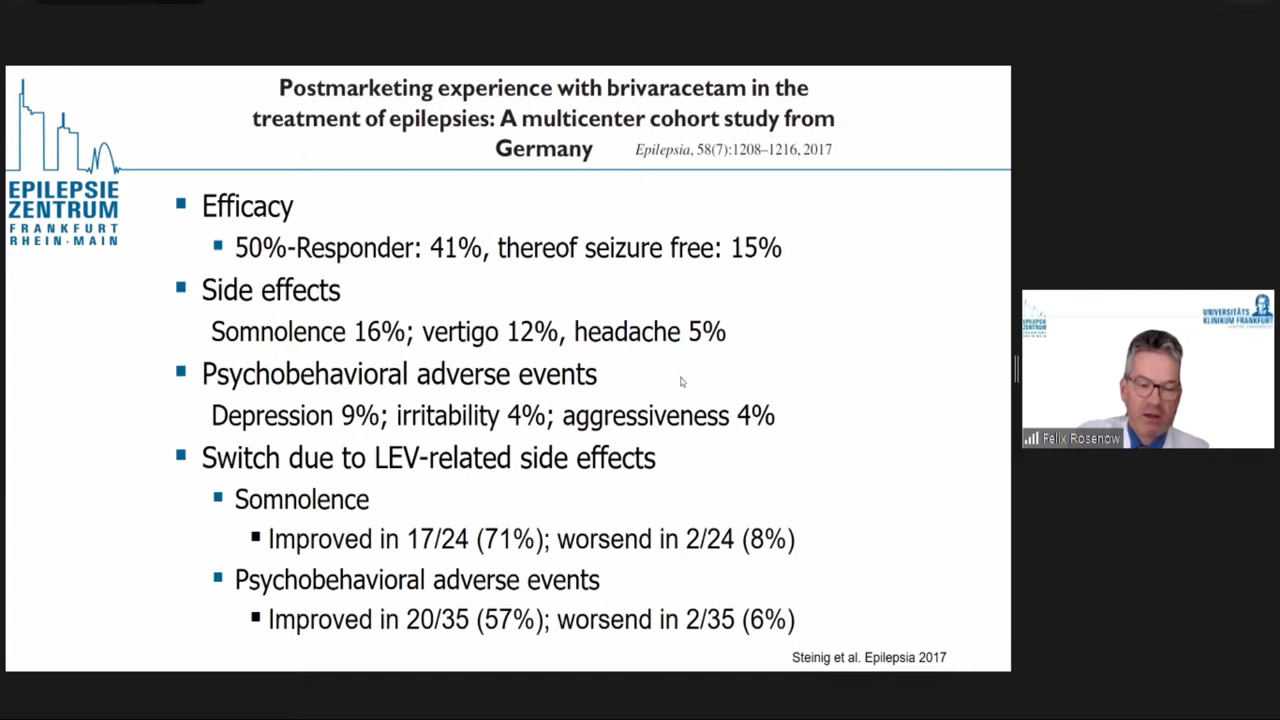 Postmarketing experience with brivaracetam in the
treatment of epilepsies: A multicenter cohort study from
Germany Epilepsia, 58(7):1208–1216, 2017
EPILEPSIE
ZENTRUM
FRANKFURT
RHEIN-MAIN
▪ Efficacy
▪ 50%-Responder: 41%, thereof seizure free: 15%
▪ Side effects
Somnolence 16%; vertigo 12%, headache 5%
▪ Psychobehavioral adverse events
Depression 9%; irritability 4%; aggressiveness 4%
▪ Switch due to LEV-related side effects
▪ Somnolence
▪ Improved in 17/24 (71%); worsend in 2/24 (8%)
▪ Psychobehavioral adverse events
▪ Improved in 20/35 (57%); worsend in 2/35 (6%)
Steinig et al. Epilepsia 2017
UNIVERSITÄTS
KLINIKUM FRANKFURT
EPILEPSIE
ZENTRUM
Felix Rosenow